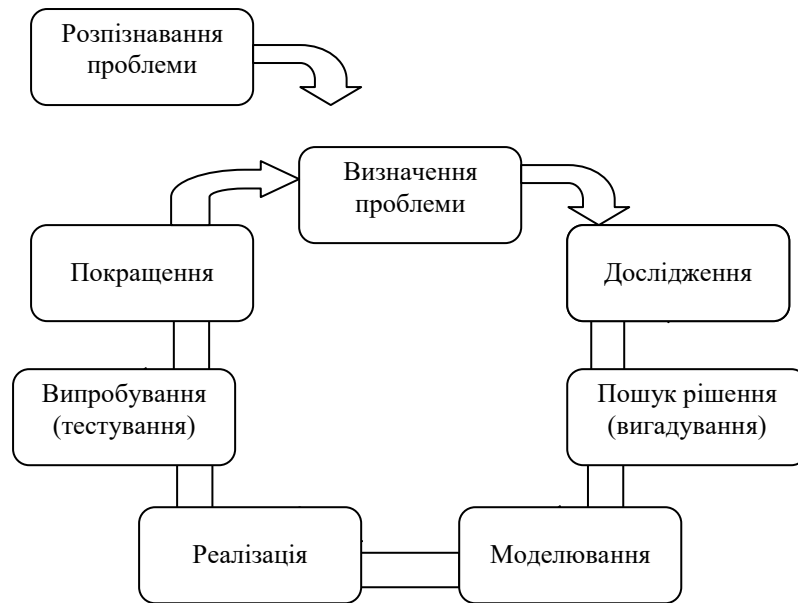 Розпізнавання
проблеми
Визначення
проблеми
Дослідження
Пошук рішення
(вигадування)
Моделювання
Реалізація
Випробування
(тестування)
Покращення